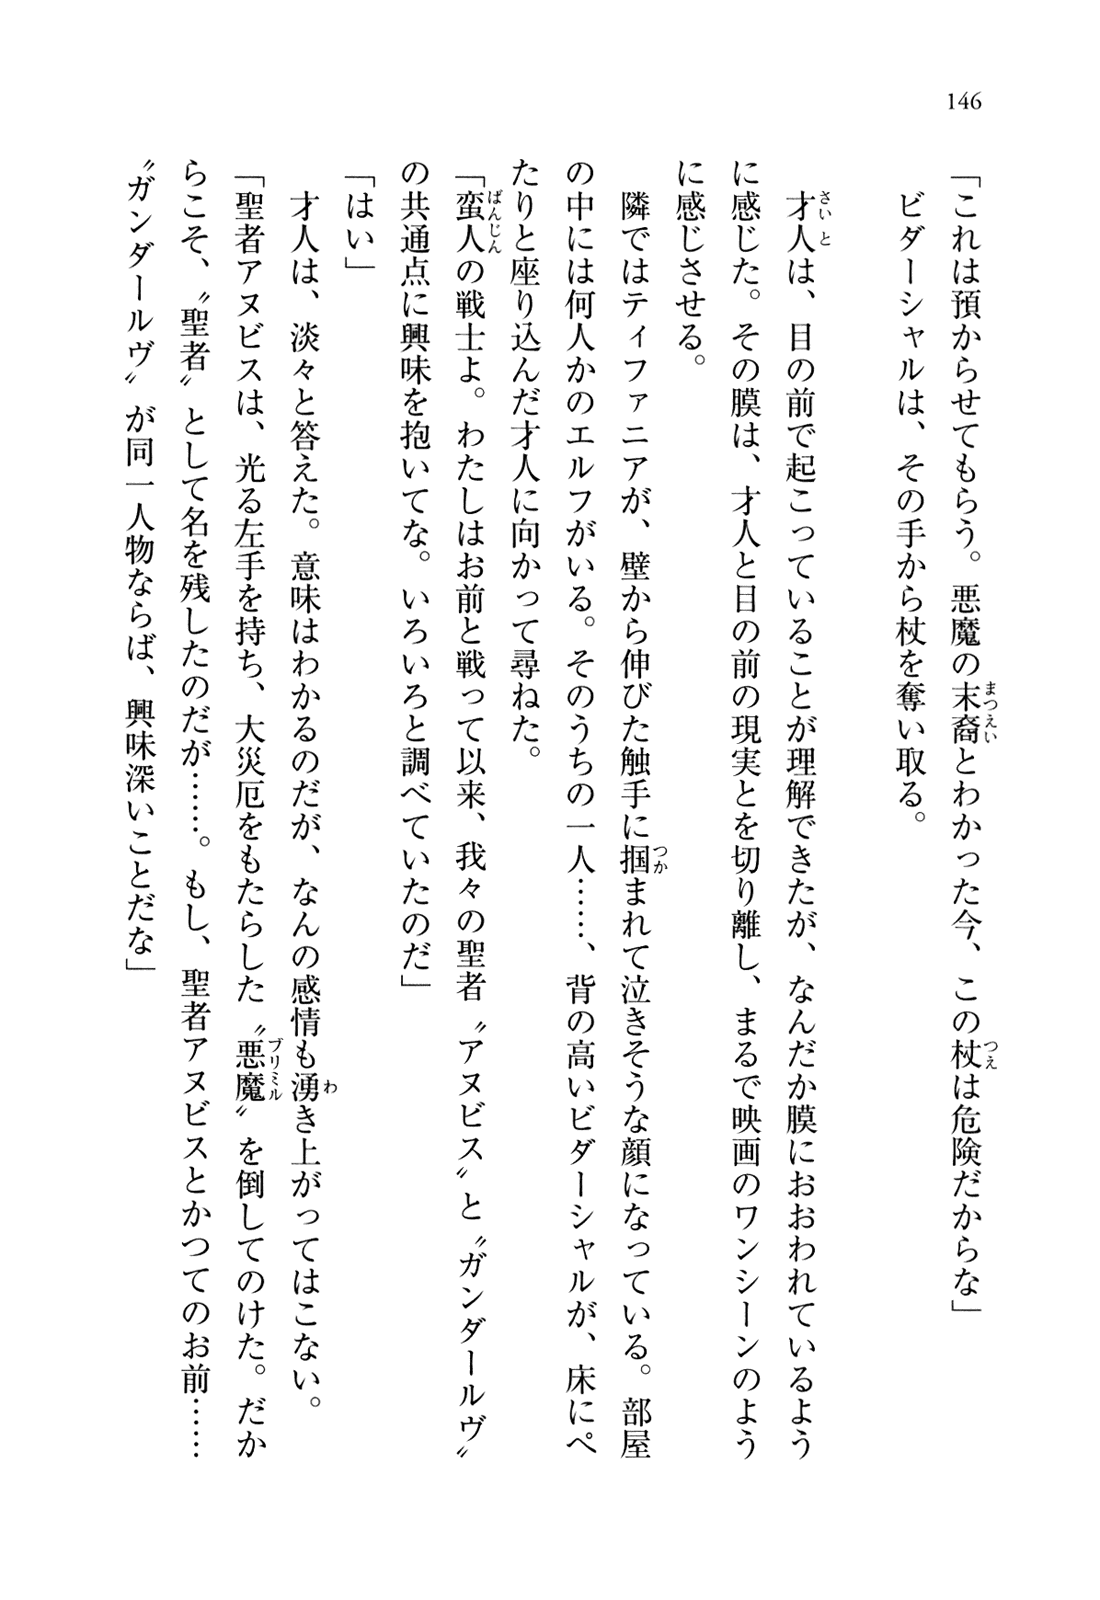 146
「これは預からせてもらう。悪魔の末裔とわかった今、この杖は危険だからな」
ビダーシャルは、その手から杖を奪い取る。
才人は、目の前で起こっていることが理解できたが、なんだか膜におおわれているよう
に感じた。その膜は、才人と目の前の現実とを切り離し、まるで映画のワンシーンのよう
に感じさせる。
隣ではティファニアが、壁から伸びた触手に掴まれて泣きそうな顔になっている。部屋
の中には何人かのエルフがいる。そのうちの一人……、背の高いビダーシャルが、床にペ
たりと座り込んだ才人に向かって尋ねた。
「蛮人の戦士よ。わたしはお前と戦って以来、我々の聖者〝アヌビス〟と〝ガンダールヴ〟
の共通点に興味を抱いてな。いろいろと調べていたのだ」
「はい」
才人は、淡々と答えた。意味はわかるのだが、なんの感情も湧き上がってはこない。
「聖者アヌビスは、光る左手を持ち、大災厄をもたらした〝悪魔〟を倒してのけた。だか
らこそ、〝聖者〟として名を残したのだが……。もし、聖者アヌビスとかつてのお前……
〝ガンダールヴ〟が同一人物ならば、興味深いことだな」